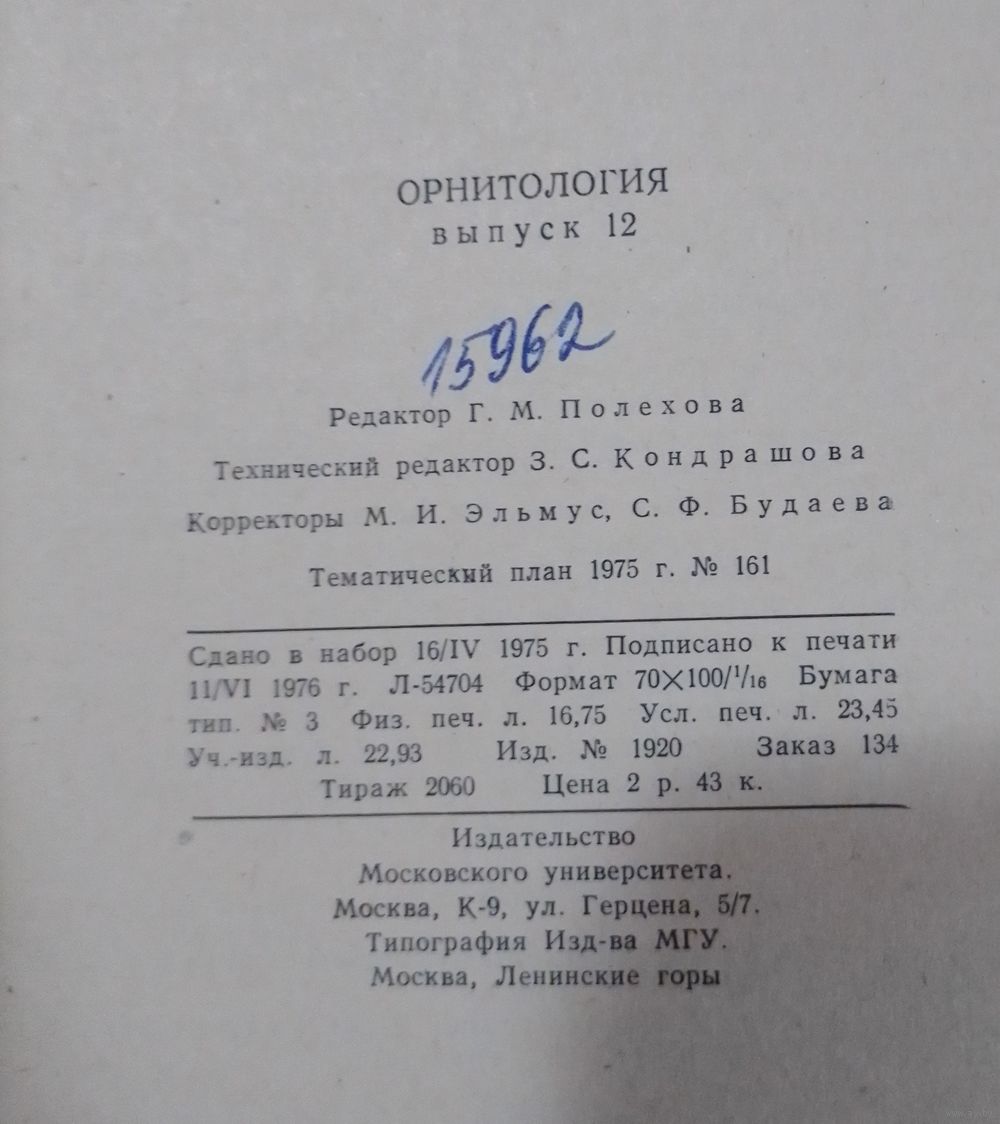 ОРНИТОЛОГИЯ
выпуск 12
15962
Редактор Г. М. Полехова
Технический редактор З. С. Кондрашова
Корректоры М. И. Эльмус, С. Ф. Будаева
Тематический план 1975 г. № 161
Сдано в набор 16/IV 1975 г. Подписано к печати
11/VI 1976 г. Л-54704 Формат 70×100/¹/₁₆ Бумага
тип. № 3 Физ. печ. л. 16,75 Усл. печ. л. 23,45
Уч.-изд. л. 22,93 Изд. № 1920 Заказ 134
Тираж 2060 Цена 2 р. 43 к.
Издательство
Московского университета.
Москва, К-9, ул. Герцена, 5/7.
Типография Изд-ва МГУ.
Москва, Ленинские горы